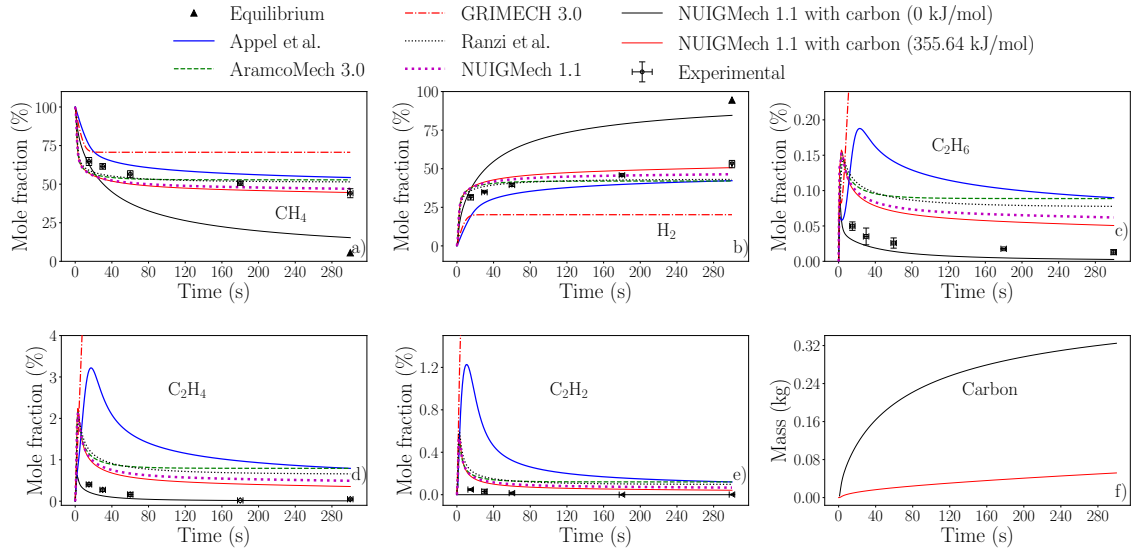 Equilibrium
Appel et al.
AramcoMech 3.0
GRIMECH 3.0
Ranzi et al.
NUIGMech 1.1
NUIGMech 1.1 with carbon (0 kJ/mol)
NUIGMech 1.1 with carbon (355.64 kJ/mol)
Experimental
Mole fraction (%)
100
75
50
25
0
CH4
a)
0 40 80 120 160 200 240 280
Time (s)
Mole fraction (%)
100
75
50
25
0
H2
b)
0 40 80 120 160 200 240 280
Time (s)
Mole fraction (%)
0.20
0.15
0.10
0.05
0.00
C2H6
c)
0 40 80 120 160 200 240 280
Time (s)
Mole fraction (%)
4
3
2
1
0
C2H4
d)
0 40 80 120 160 200 240 280
Time (s)
Mole fraction (%)
1.2
0.8
0.4
0.0
C2H2
e)
0 40 80 120 160 200 240 280
Time (s)
Mass (kg)
0.32
0.24
0.16
0.08
0.00
Carbon
f)
0 40 80 120 160 200 240 280
Time (s)